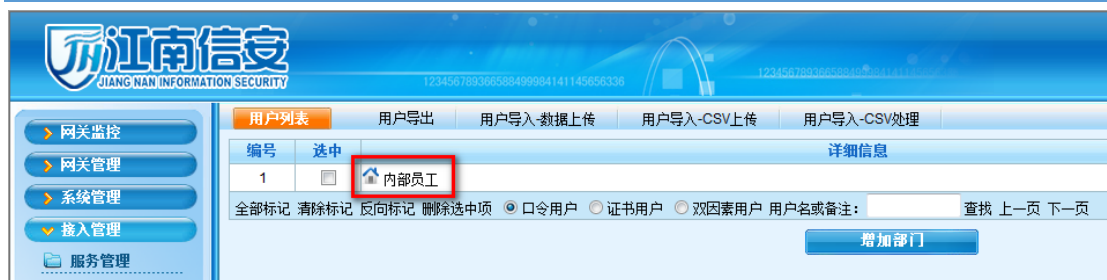 江南信安
JIANG NAN INFORMATION SECURITY
网关监控
网关管理
系统管理
接入管理
服务管理
用户列表 用户导出 用户导入-数据上传 用户导入-CSV上传 用户导入-CSV处理
编号 选中 详细信息
1 内部员工
全部标记 清除标记 反向标记 删除选中项 口令用户 证书用户 双因素用户 用户名或备注： 查找 上一页 下一页
增加部门